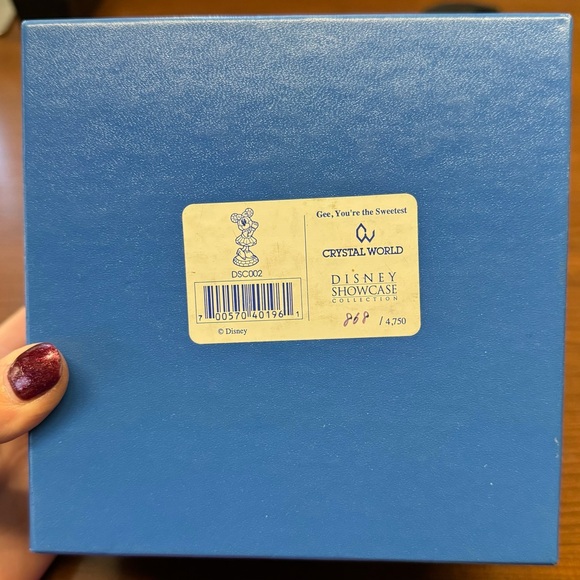 DSC002
7 00570 40196 1
© Disney
Gee, You're the Sweetest
CRYSTAL WORLD
DISNEY
SHOWCASE
COLLECTION
868 / 4,750